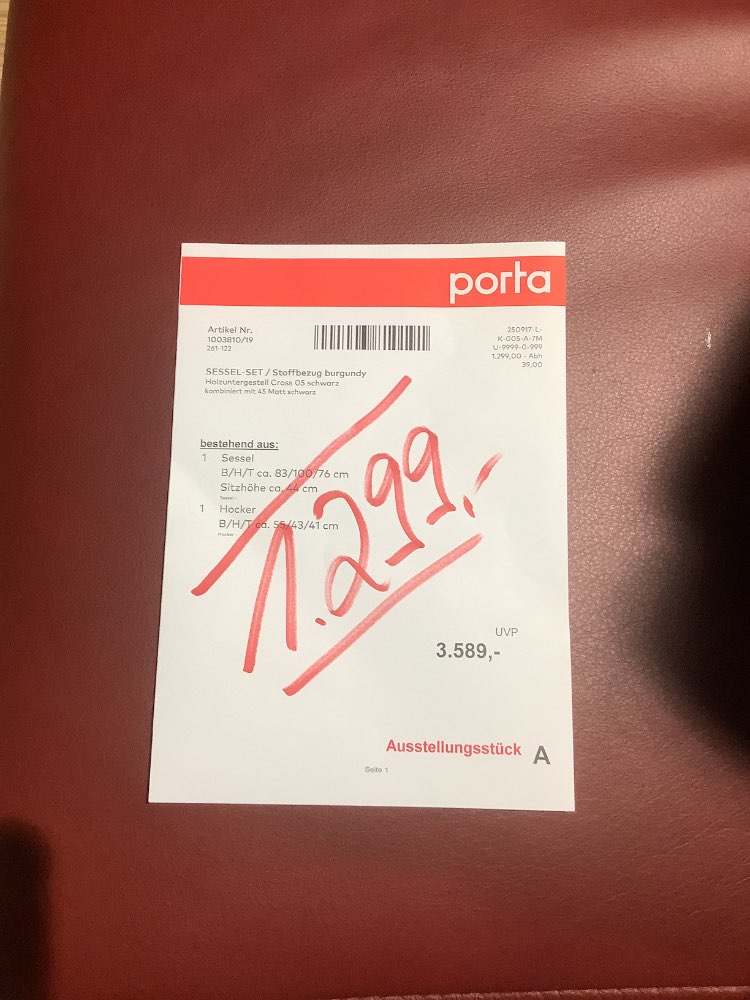 porta
Artikel Nr.
1003810/19
261-122
250917-L-
K-005-A-7M
U-9999-0-999
1.299,00 - Abh
39,00
SESSEL-SET / Stoffbezug burgundy
Holzuntergestell Cross 05 schwarz
kombiniert mit 45 Matt schwarz
bestehend aus:
1 Sessel
B/H/T ca. 83/100/76 cm
Sitzhöhe ca. 44 cm
Sessel -
1 Hocker
B/H/T ca. 55/43/41 cm
Hocker -
1.299,-
UVP
3.589,-
Ausstellungsstück A
Seite 1